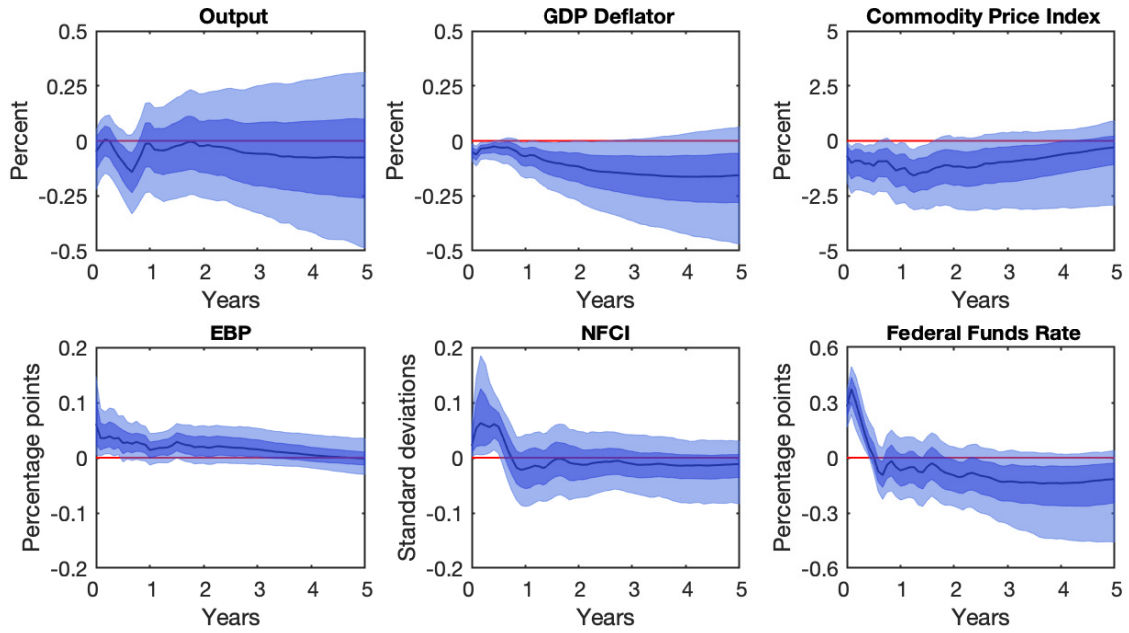 Output
0.5
0.25
0
-0.25
-0.5
Percent
0 1 2 3 4 5
Years
GDP Deflator
0.5
0.25
0
-0.25
-0.5
Percent
0 1 2 3 4 5
Years
Commodity Price Index
5
2.5
0
-2.5
5
Percent
0 1 2 3 4 5
Years
EBP
0.2
0.1
0
-0.1
-0.2
Percentage points
0 1 2 3 4 5
Years
NFCI
0.2
0.1
0
-0.1
-0.2
Standard deviations
0 1 2 3 4 5
Years
Federal Funds Rate
0.6
0.3
0
-0.3
-0.6
Percentage points
0 1 2 3 4 5
Years